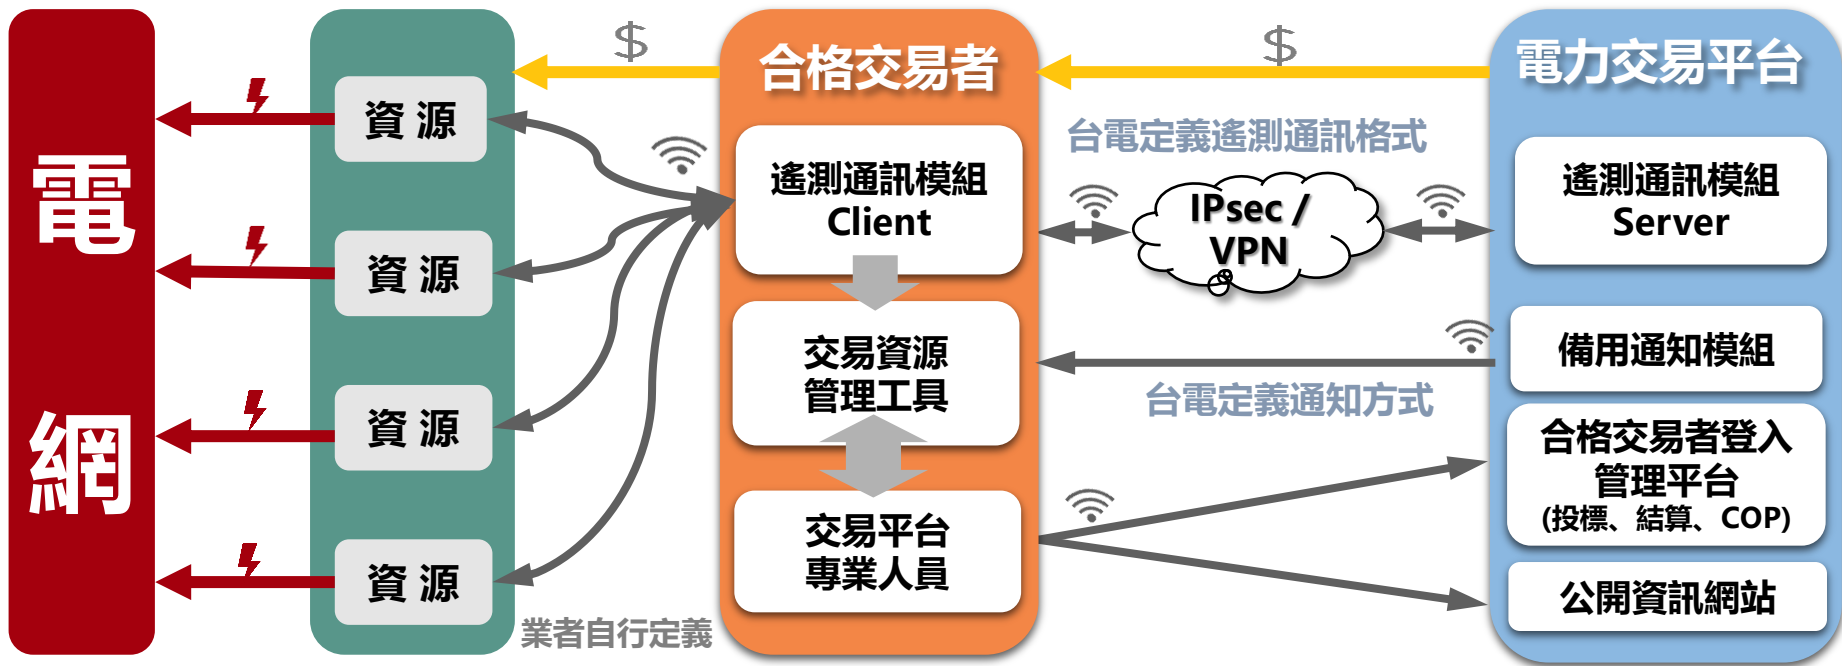 電
網
資 源
資 源
資 源
資 源
業者自行定義
$
合格交易者
遙測通訊模組
Client
交易資源
管理工具
交易平台
專業人員
$
台電定義遙測通訊格式
IPsec /
VPN
台電定義通知方式
電力交易平台
遙測通訊模組
Server
備用通知模組
合格交易者登入
管理平台
(投標、結算、COP)
公開資訊網站